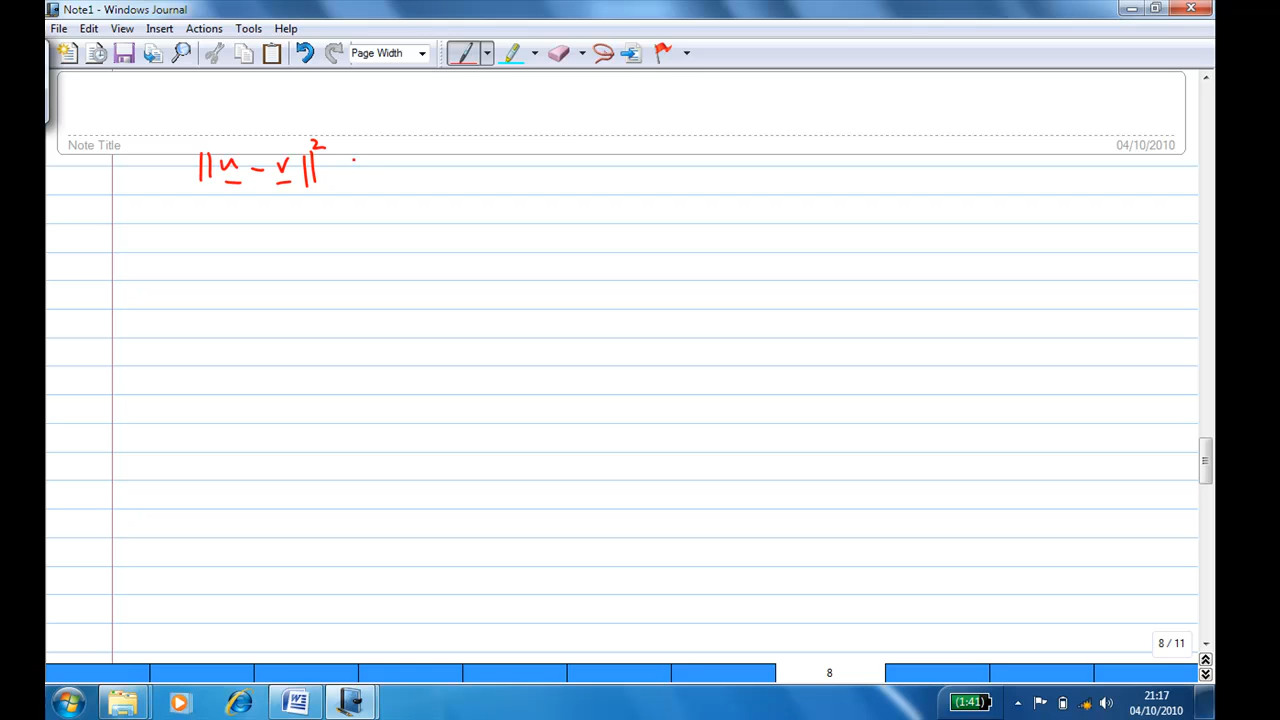 Note1 - Windows Journal
File Edit View Insert Actions Tools Help
Page Width
Note Title
04/10/2010
||u - v||²
8 / 11
8
(1:41)
21:17
04/10/2010